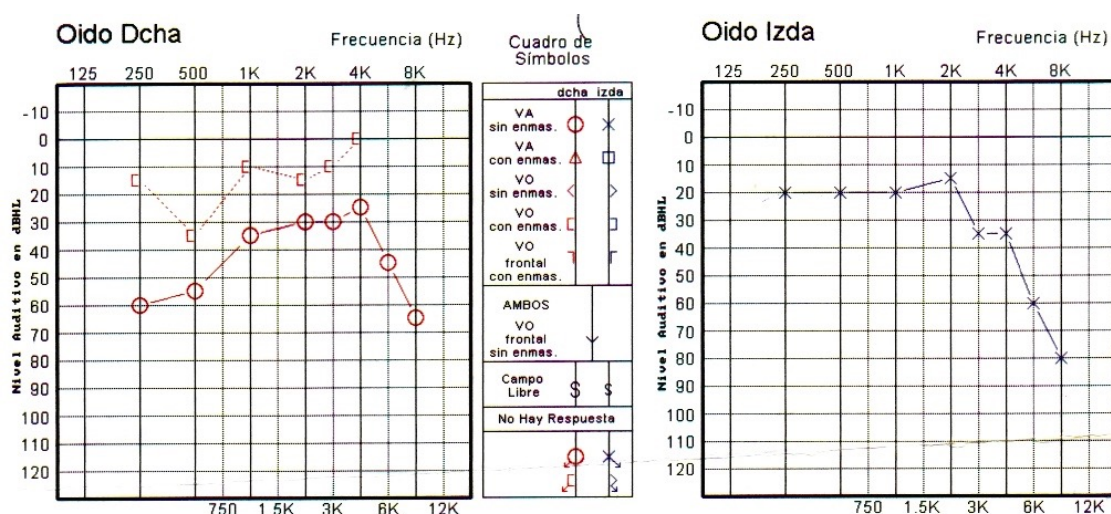 Oido Dcha
Frecuencia (Hz)
125 250 500 1K 2K 4K 8K
-10
0
10
20
30
40
50
60
70
80
90
100
110
120
Nivel Auditivo en dBHL
750 1.5K 3K 6K 12K
Cuadro de
Símbolos
dcha izda
VA
sin enmas.
VA
con enmas.
VO
sin enmas.
VO
con enmas.
VO
frontal
con enmas.
AMBOS
VO
frontal
sin enmas.
Campo
Libre
S S
No Hay Respuesta
Oido Izda
Frecuencia (Hz)
125 250 500 1K 2K 4K 8K
-10
0
10
20
30
40
50
60
70
80
90
100
110
120
Nivel Auditivo en dBHL
750 1.5K 3K 6K 12K